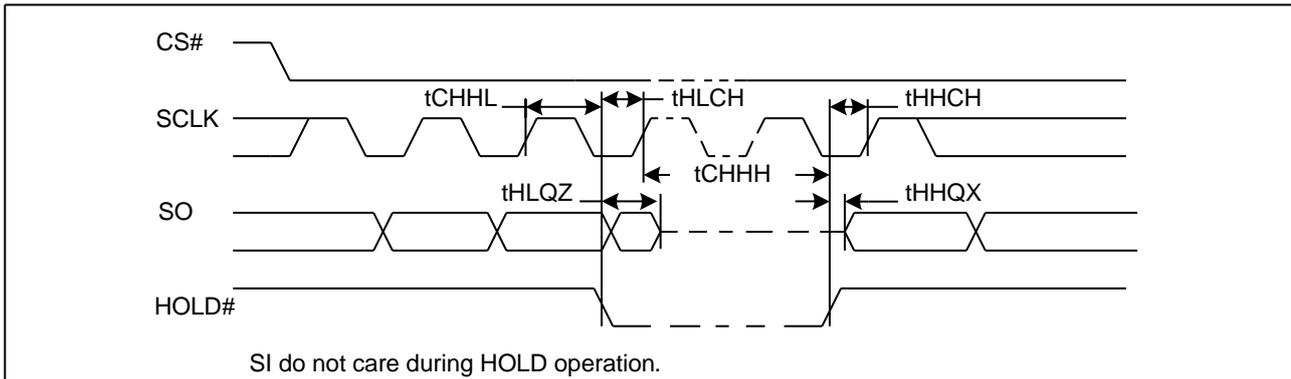 CS#
tCHHL tHLCH tHHCH
SCLK
tCHHH
tHLQZ tHHQX
SO
HOLD#
SI do not care during HOLD operation.